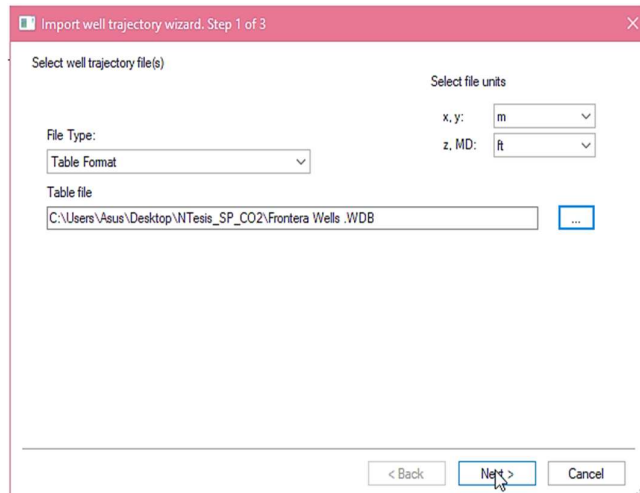 Import well trajectory wizard. Step 1 of 3
Select well trajectory file(s)
Select file units
x, y: m
z, MD: ft
File Type:
Table Format
Table file
C:\Users\Asus\Desktop\NTesis_SP_CO2\Frontera Wells .WDB
...
< Back
Next >
Cancel